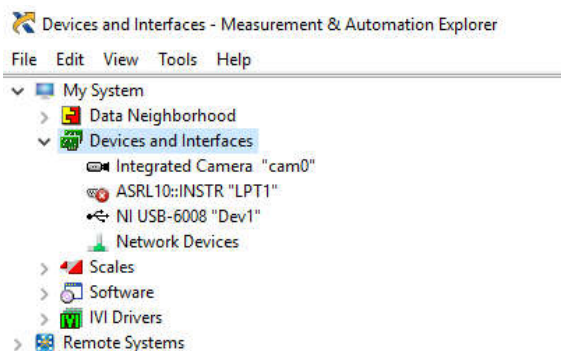 Devices and Interfaces - Measurement & Automation Explorer
File Edit View Tools Help
My System
Data Neighborhood
Devices and Interfaces
Integrated Camera "cam0"
ASRL10::INSTR "LPT1"
NI USB-6008 "Dev1"
Network Devices
Scales
Software
IVI Drivers
Remote Systems